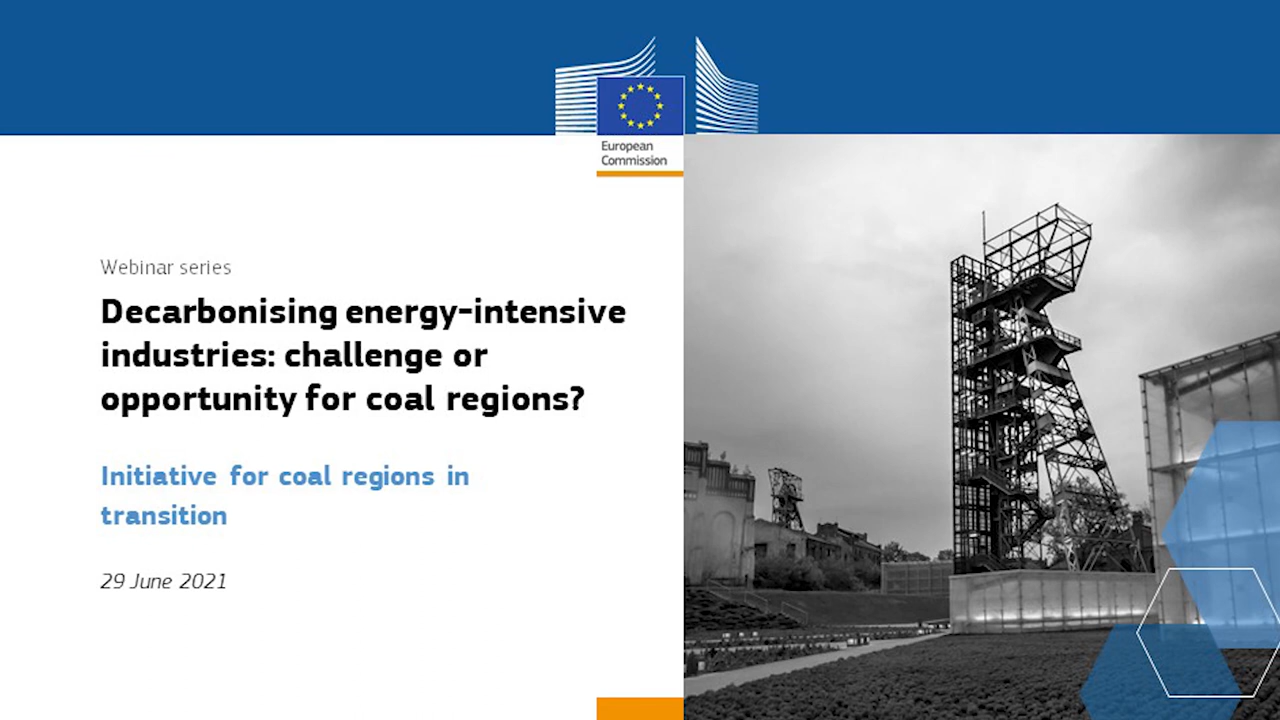 European
Commission
Webinar series
Decarbonising energy-intensive
industries: challenge or
opportunity for coal regions?
Initiative for coal regions in
transition
29 June 2021